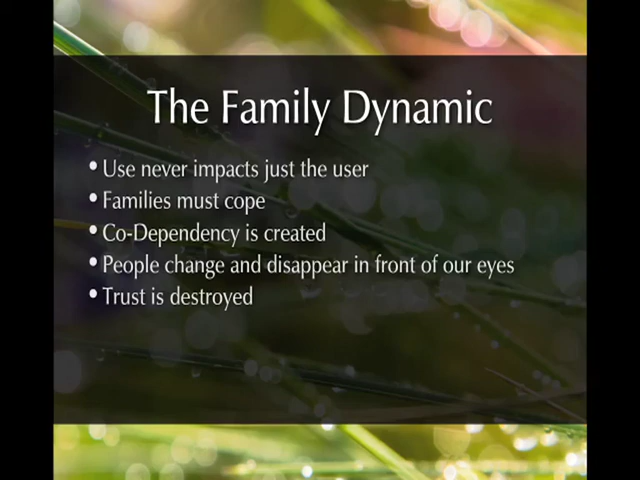 The Family Dynamic
• Use never impacts just the user
• Families must cope
• Co-Dependency is created
• People change and disappear in front of our eyes
• Trust is destroyed